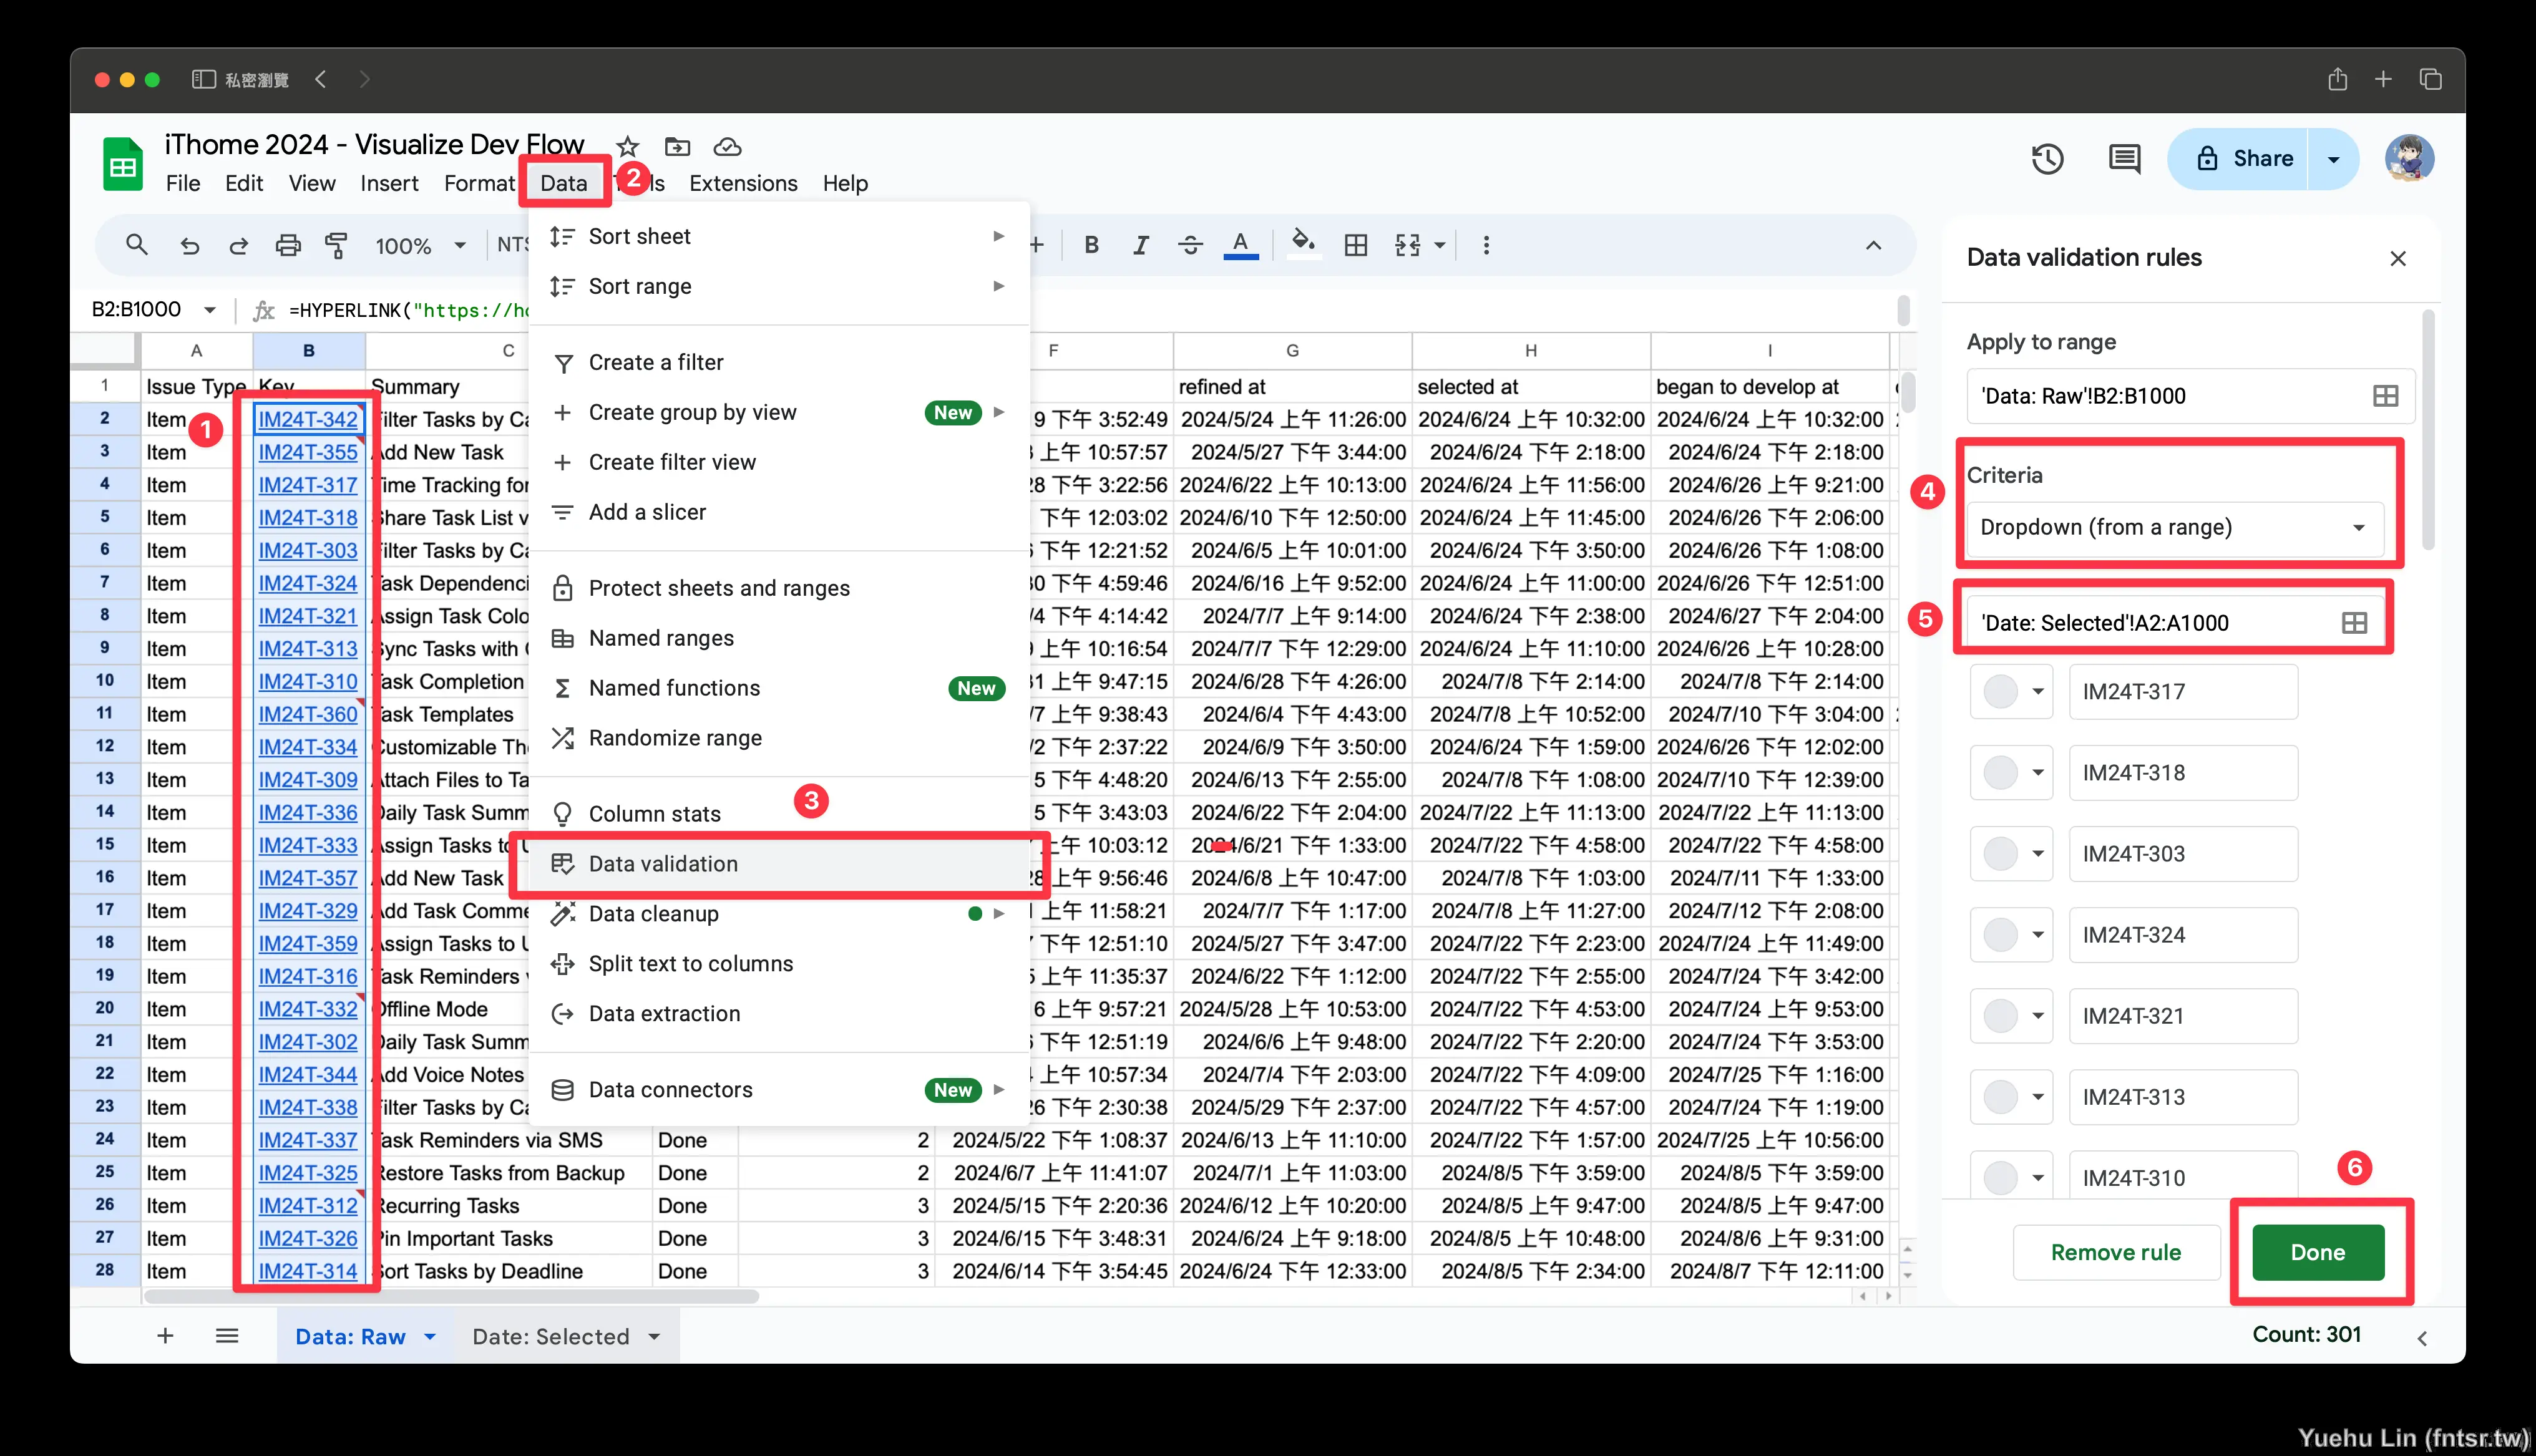 私密瀏覽
iThome 2024 - Visualize Dev Flow
File Edit View Insert Format Data 2 Extensions Help
Share
100% NTS
B I A
B2:B1000 =HYPERLINK("https://
Sort sheet
Sort range
Create a filter
Create group by view New
Create filter view
Add a slicer
Protect sheets and ranges
Named ranges
Named functions New
Randomize range
3
Column stats
Data validation
Data cleanup
Split text to columns
Data extraction
Data connectors New
A B C F G H I
1 Issue Type Key Summary refined at selected at began to develop at
1
2 Item IM24T-342 Filter Tasks by Ca 9 下午 3:52:49 2024/5/24 上午 11:26:00 2024/6/24 上午 10:32:00 2024/6/24 上午 10:32:00
3 Item IM24T-355 Add New Task 上午 10:57:57 2024/5/27 下午 3:44:00 2024/6/24 下午 2:18:00 2024/6/24 下午 2:18:00
4 Item IM24T-317 Time Tracking for 28 下午 3:22:56 2024/6/22 上午 10:13:00 2024/6/24 上午 11:56:00 2024/6/26 上午 9:21:00
5 Item IM24T-318 Share Task List v 下午 12:03:02 2024/6/10 下午 12:50:00 2024/6/24 上午 11:45:00 2024/6/26 下午 2:06:00
6 Item IM24T-303 Filter Tasks by Ca 下午 12:21:52 2024/6/5 上午 10:01:00 2024/6/24 下午 3:50:00 2024/6/26 下午 1:08:00
7 Item IM24T-324 Task Dependenci 30 下午 4:59:46 2024/6/16 上午 9:52:00 2024/6/24 上午 11:00:00 2024/6/26 下午 12:51:00
8 Item IM24T-321 Assign Task Colo /4 下午 4:14:42 2024/7/7 上午 9:14:00 2024/6/24 下午 2:38:00 2024/6/27 下午 2:04:00
9 Item IM24T-313 Sync Tasks with 上午 10:16:54 2024/7/7 下午 12:29:00 2024/6/24 上午 11:10:00 2024/6/26 上午 10:28:00
10 Item IM24T-310 Task Completion 31 上午 9:47:15 2024/6/28 下午 4:26:00 2024/7/8 下午 2:14:00 2024/7/8 下午 2:14:00
11 Item IM24T-360 Task Templates /7 上午 9:38:43 2024/6/4 下午 4:43:00 2024/7/8 上午 10:52:00 2024/7/10 下午 3:04:00
12 Item IM24T-334 Customizable The /2 下午 2:37:22 2024/6/9 下午 3:50:00 2024/6/24 下午 1:59:00 2024/6/26 下午 12:02:00
13 Item IM24T-309 Attach Files to Ta 5 下午 4:48:20 2024/6/13 下午 2:55:00 2024/7/8 下午 1:08:00 2024/7/10 下午 12:39:00
14 Item IM24T-336 Daily Task Summ 5 下午 3:43:03 2024/6/22 下午 2:04:00 2024/7/22 上午 11:13:00 2024/7/22 上午 11:13:00
15 Item IM24T-333 Assign Tasks to U 上午 10:03:12 2024/6/21 下午 1:33:00 2024/7/22 下午 4:58:00 2024/7/22 下午 4:58:00
16 Item IM24T-357 Add New Task 28 上午 9:56:46 2024/6/8 上午 10:47:00 2024/7/8 下午 1:03:00 2024/7/11 下午 1:33:00
17 Item IM24T-329 Add Task Comme 上午 11:58:21 2024/7/7 下午 1:17:00 2024/7/8 上午 11:27:00 2024/7/12 下午 2:08:00
18 Item IM24T-359 Assign Tasks to U 下午 12:51:10 2024/5/27 下午 3:47:00 2024/7/22 下午 2:23:00 2024/7/24 上午 11:49:00
19 Item IM24T-316 Task Reminders 上午 11:35:37 2024/6/22 下午 1:12:00 2024/7/22 下午 2:55:00 2024/7/24 下午 3:42:00
20 Item IM24T-332 Offline Mode 6 上午 9:57:21 2024/5/28 上午 10:53:00 2024/7/22 下午 4:53:00 2024/7/24 上午 9:53:00
21 Item IM24T-302 Daily Task Summ 下午 12:51:19 2024/6/6 上午 9:48:00 2024/7/22 下午 2:20:00 2024/7/24 下午 3:53:00
22 Item IM24T-344 Add Voice Notes 上午 10:57:34 2024/7/4 下午 2:03:00 2024/7/22 下午 4:09:00 2024/7/25 下午 1:16:00
23 Item IM24T-338 Filter Tasks by Ca 26 下午 2:30:38 2024/5/29 下午 2:37:00 2024/7/22 下午 4:57:00 2024/7/24 下午 1:19:00
24 Item IM24T-337 Task Reminders via SMS Done 2 2024/5/22 下午 1:08:37 2024/6/13 上午 11:10:00 2024/7/22 下午 1:57:00 2024/7/25 上午 10:56:00
25 Item IM24T-325 Restore Tasks from Backup Done 2 2024/6/7 上午 11:41:07 2024/7/1 上午 11:03:00 2024/8/5 下午 3:59:00 2024/8/5 下午 3:59:00
26 Item IM24T-312 Recurring Tasks Done 3 2024/5/15 下午 2:20:36 2024/6/12 上午 10:20:00 2024/8/5 上午 9:47:00 2024/8/5 上午 9:47:00
27 Item IM24T-326 Pin Important Tasks Done 3 2024/6/15 下午 3:48:31 2024/6/24 上午 9:18:00 2024/8/5 上午 10:48:00 2024/8/6 上午 9:31:00
28 Item IM24T-314 Sort Tasks by Deadline Done 3 2024/6/14 下午 3:54:45 2024/6/24 下午 12:33:00 2024/8/5 下午 2:34:00 2024/8/7 下午 12:11:00
Data validation rules
Apply to range
'Data: Raw'!B2:B1000
4
Criteria
Dropdown (from a range)
5
'Date: Selected'!A2:A1000
IM24T-317
IM24T-318
IM24T-303
IM24T-324
IM24T-321
IM24T-313
IM24T-310
6
Remove rule Done
Data: Raw Date: Selected Count: 301
Yuehu Lin (fntsr.tw)